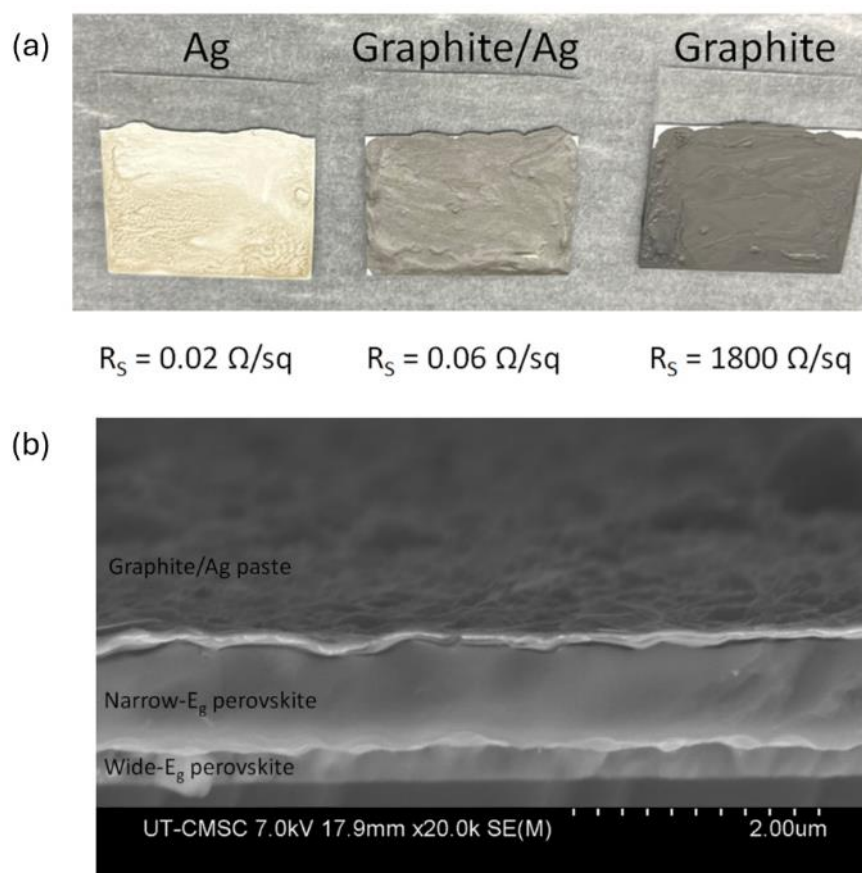 (a)
Ag Graphite/Ag Graphite
R_S = 0.02 Ω/sq R_S = 0.06 Ω/sq R_S = 1800 Ω/sq
(b)
Graphite/Ag paste
Narrow-E_g perovskite
Wide-E_g perovskite
UT-CMSC 7.0kV 17.9mm x20.0k SE(M) 2.00um